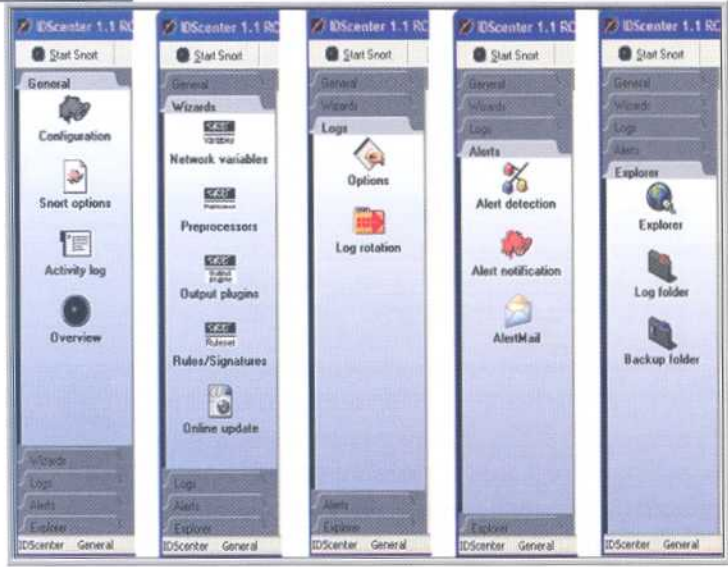 IDScenter 1.1 RC
Start Snort
General
Configuration
Snort options
Activity log
Overview
Wizards
Logs
Alerts
Explorer
IDScenter General
IDScenter 1.1 RC
Start Snort
General
Wizards
Variables
Network variables
Preprocessors
Preprocessors
Output plugins
Output plugins
Ruleset
Rules/Signatures
Online update
Logs
Alerts
Explorer
IDScenter General
IDScenter 1.1 RC
Start Snort
General
Wizards
Logs
Options
Log rotation
Alerts
Explorer
IDScenter General
IDScenter 1.1 RC
Start Snort
General
Wizards
Logs
Alerts
Alert detection
Alert notification
AlertMail
Explorer
IDScenter General
IDScenter 1.1 RC
Start Snort
General
Wizards
Logs
Alerts
Explorer
Explorer
Log folder
Backup folder
IDScenter General